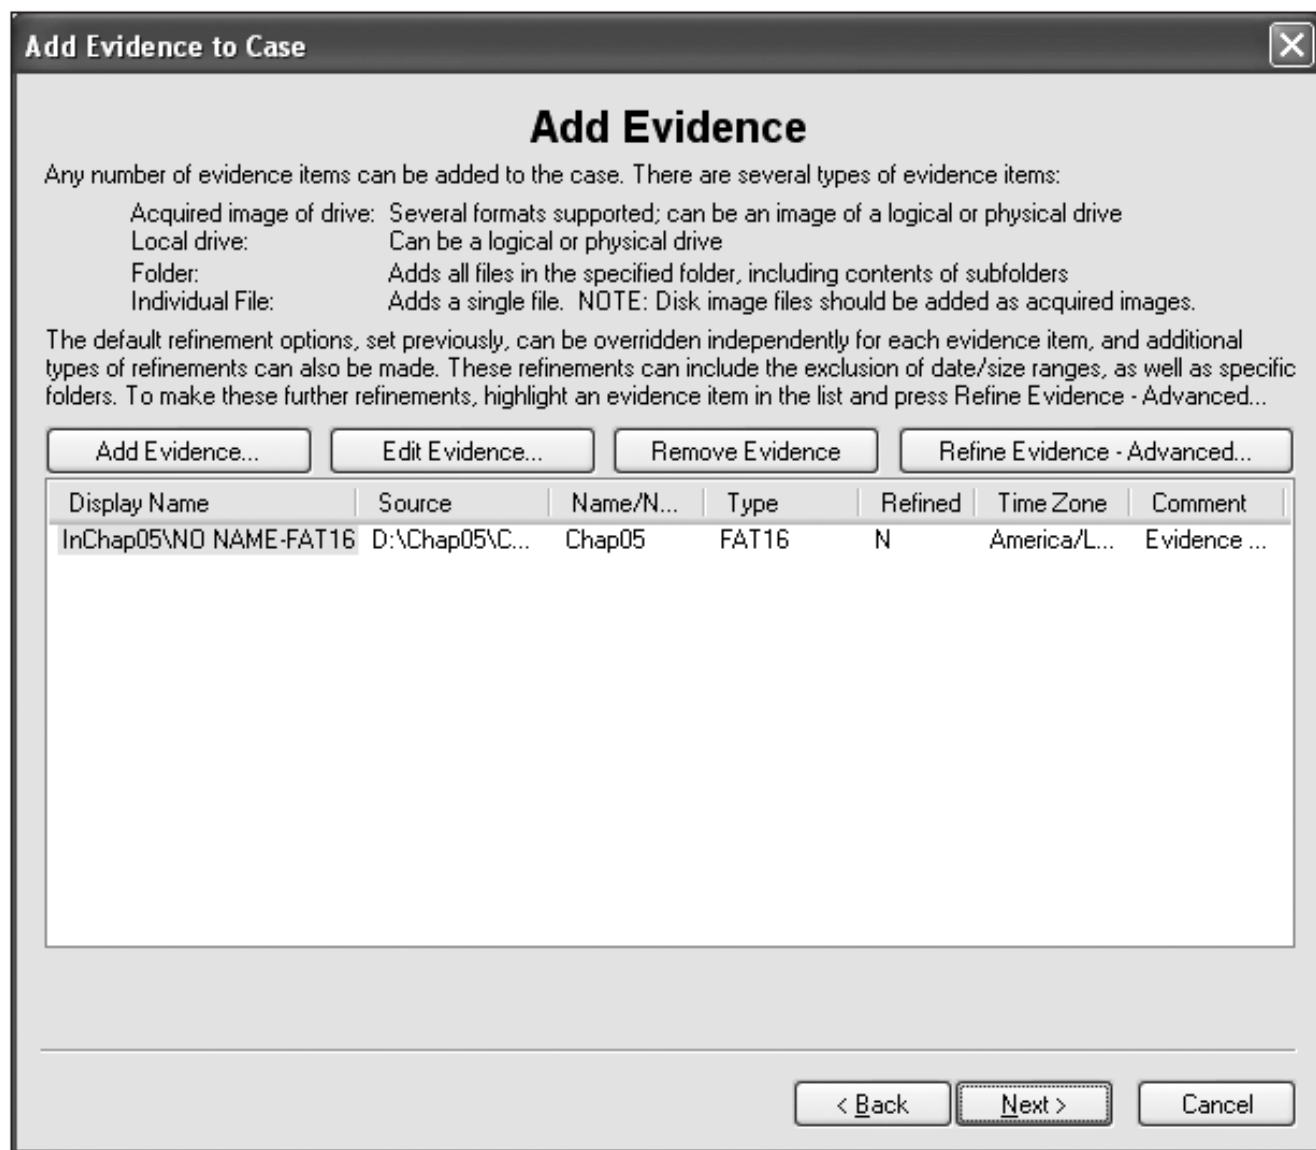 Add Evidence to Case
Add Evidence
Any number of evidence items can be added to the case. There are several types of evidence items:
Acquired image of drive: Several formats supported; can be an image of a logical or physical drive
Local drive: Can be a logical or physical drive
Folder: Adds all files in the specified folder, including contents of subfolders
Individual File: Adds a single file. NOTE: Disk image files should be added as acquired images.
The default refinement options, set previously, can be overridden independently for each evidence item, and additional
types of refinements can also be made. These refinements can include the exclusion of date/size ranges, as well as specific
folders. To make these further refinements, highlight an evidence item in the list and press Refine Evidence - Advanced...
Add Evidence... Edit Evidence... Remove Evidence Refine Evidence - Advanced...
Display Name Source Name/N... Type Refined Time Zone Comment
InChap05\NO NAME-FAT16 D:\Chap05\C... Chap05 FAT16 N America/L... Evidence ...
< Back Next > Cancel